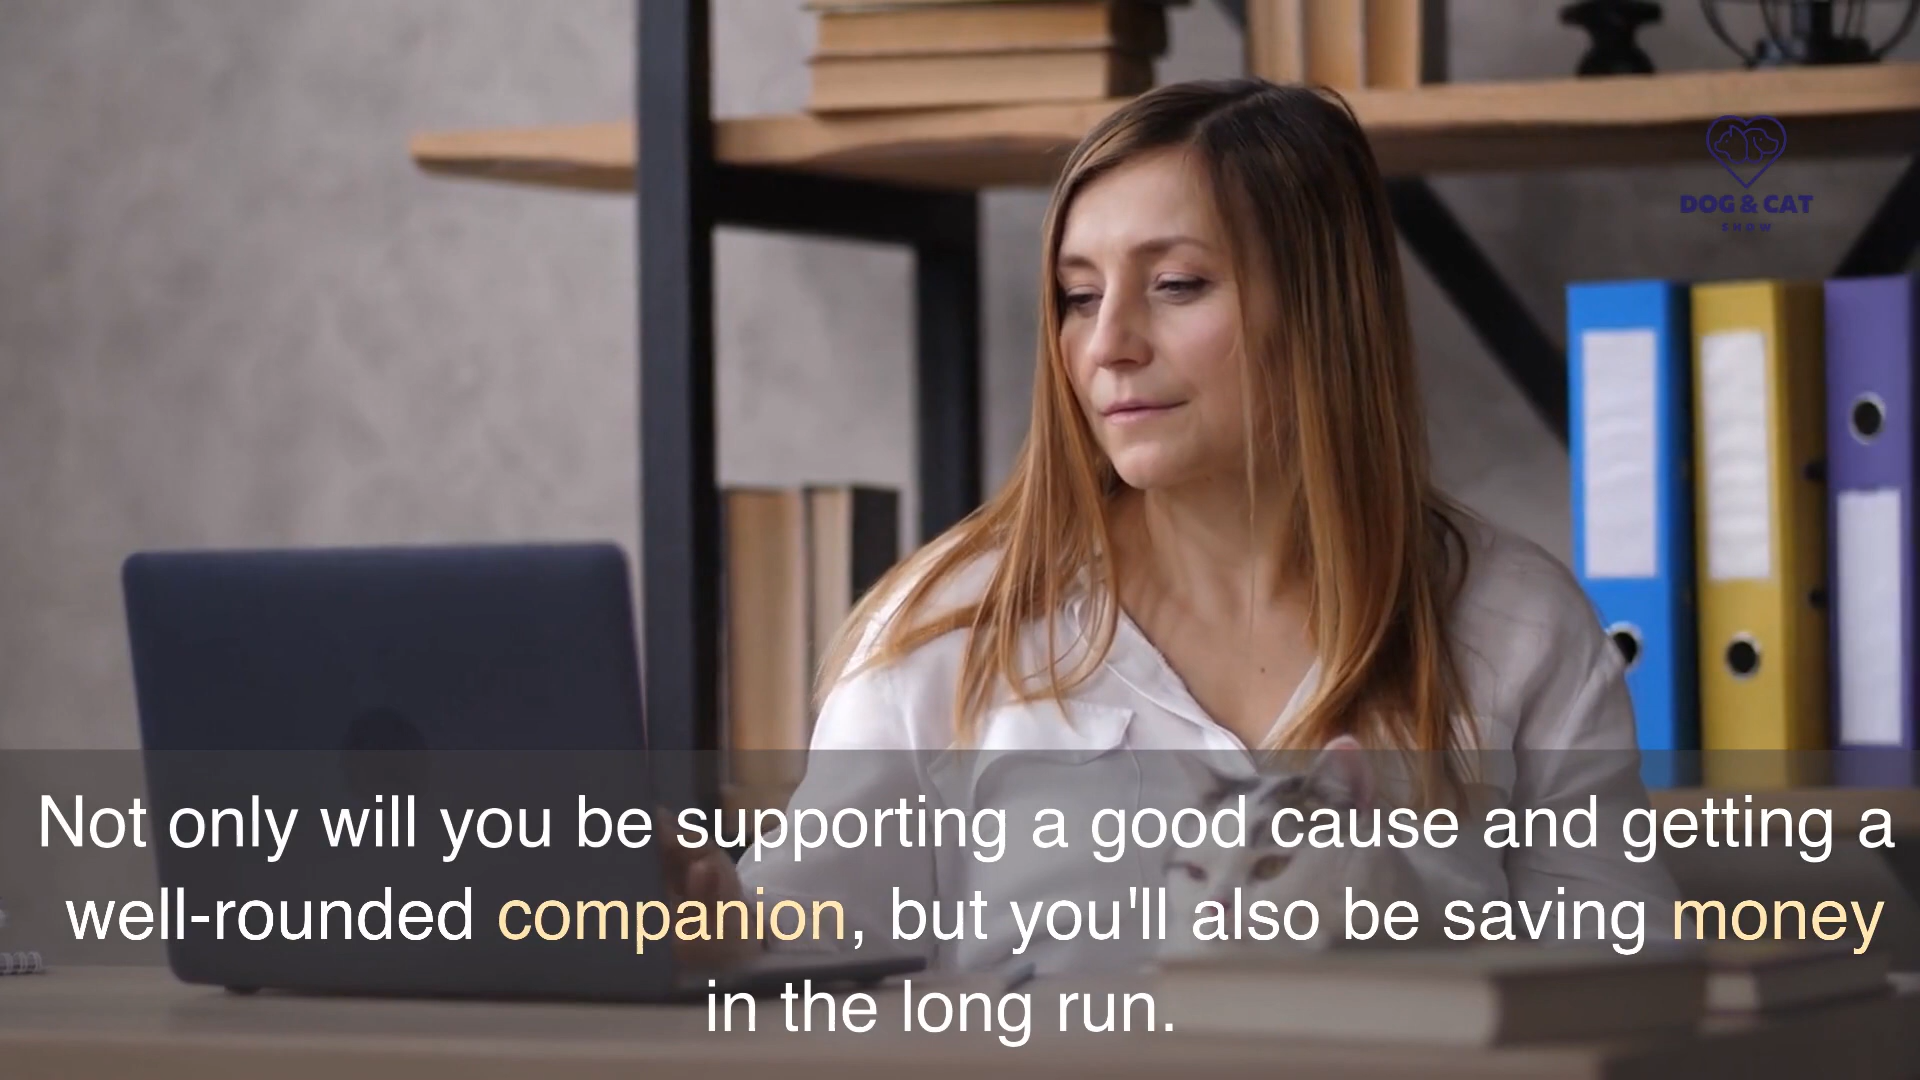 DOG & CAT
SHOW
Not only will you be supporting a good cause and getting a
well-rounded companion, but you'll also be saving money
in the long run.